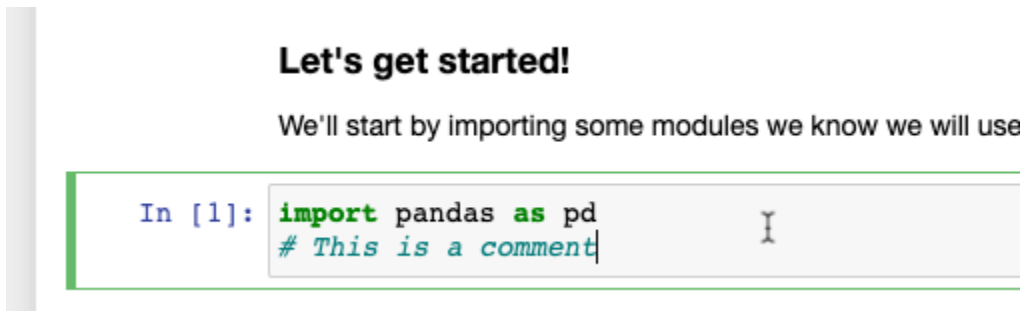 Let's get started!
We'll start by importing some modules we know we will use
In [1]: import pandas as pd
# This is a comment